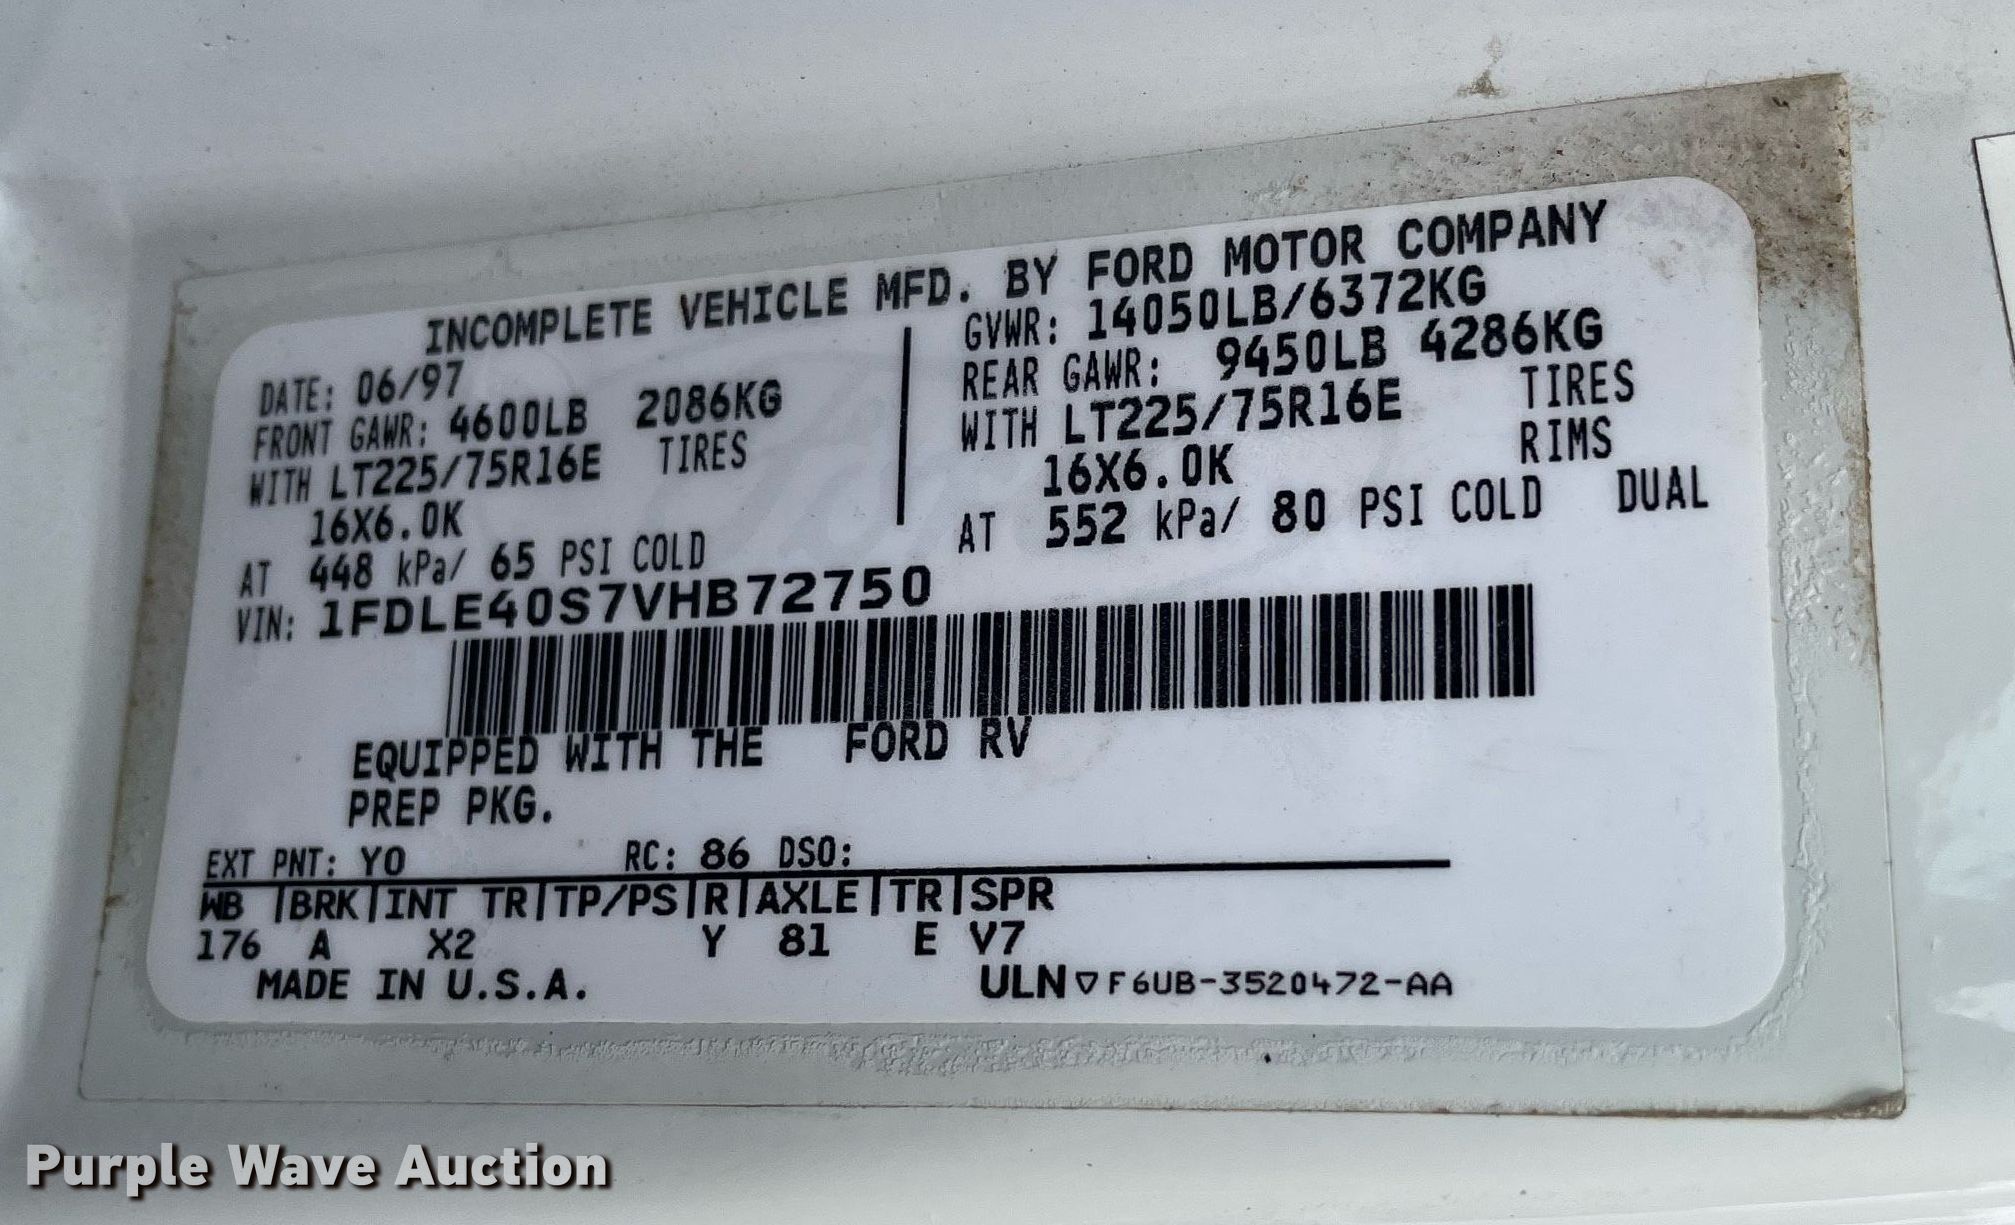 INCOMPLETE VEHICLE MFD. BY FORD MOTOR COMPANY
DATE: 06/97
FRONT GAWR: 4600LB 2086KG
WITH LT225/75R16E TIRES
16X6.0K
AT 448 kPa/ 65 PSI COLD
GVWR: 14050LB/6372KG
REAR GAWR: 9450LB 4286KG
WITH LT225/75R16E TIRES
16X6.0K RIMS
AT 552 kPa/ 80 PSI COLD DUAL
VIN: 1FDLE40S7VHB72750
EQUIPPED WITH THE FORD RV
PREP PKG.
EXT PNT: YO RC: 86 DSO:
WB |BRK|INT TR|TP/PS|R|AXLE|TR|SPR
176 A X2 Y 81 E V7
MADE IN U.S.A. ULN ▽ F6UB-3520472-AA
Purple Wave Auction